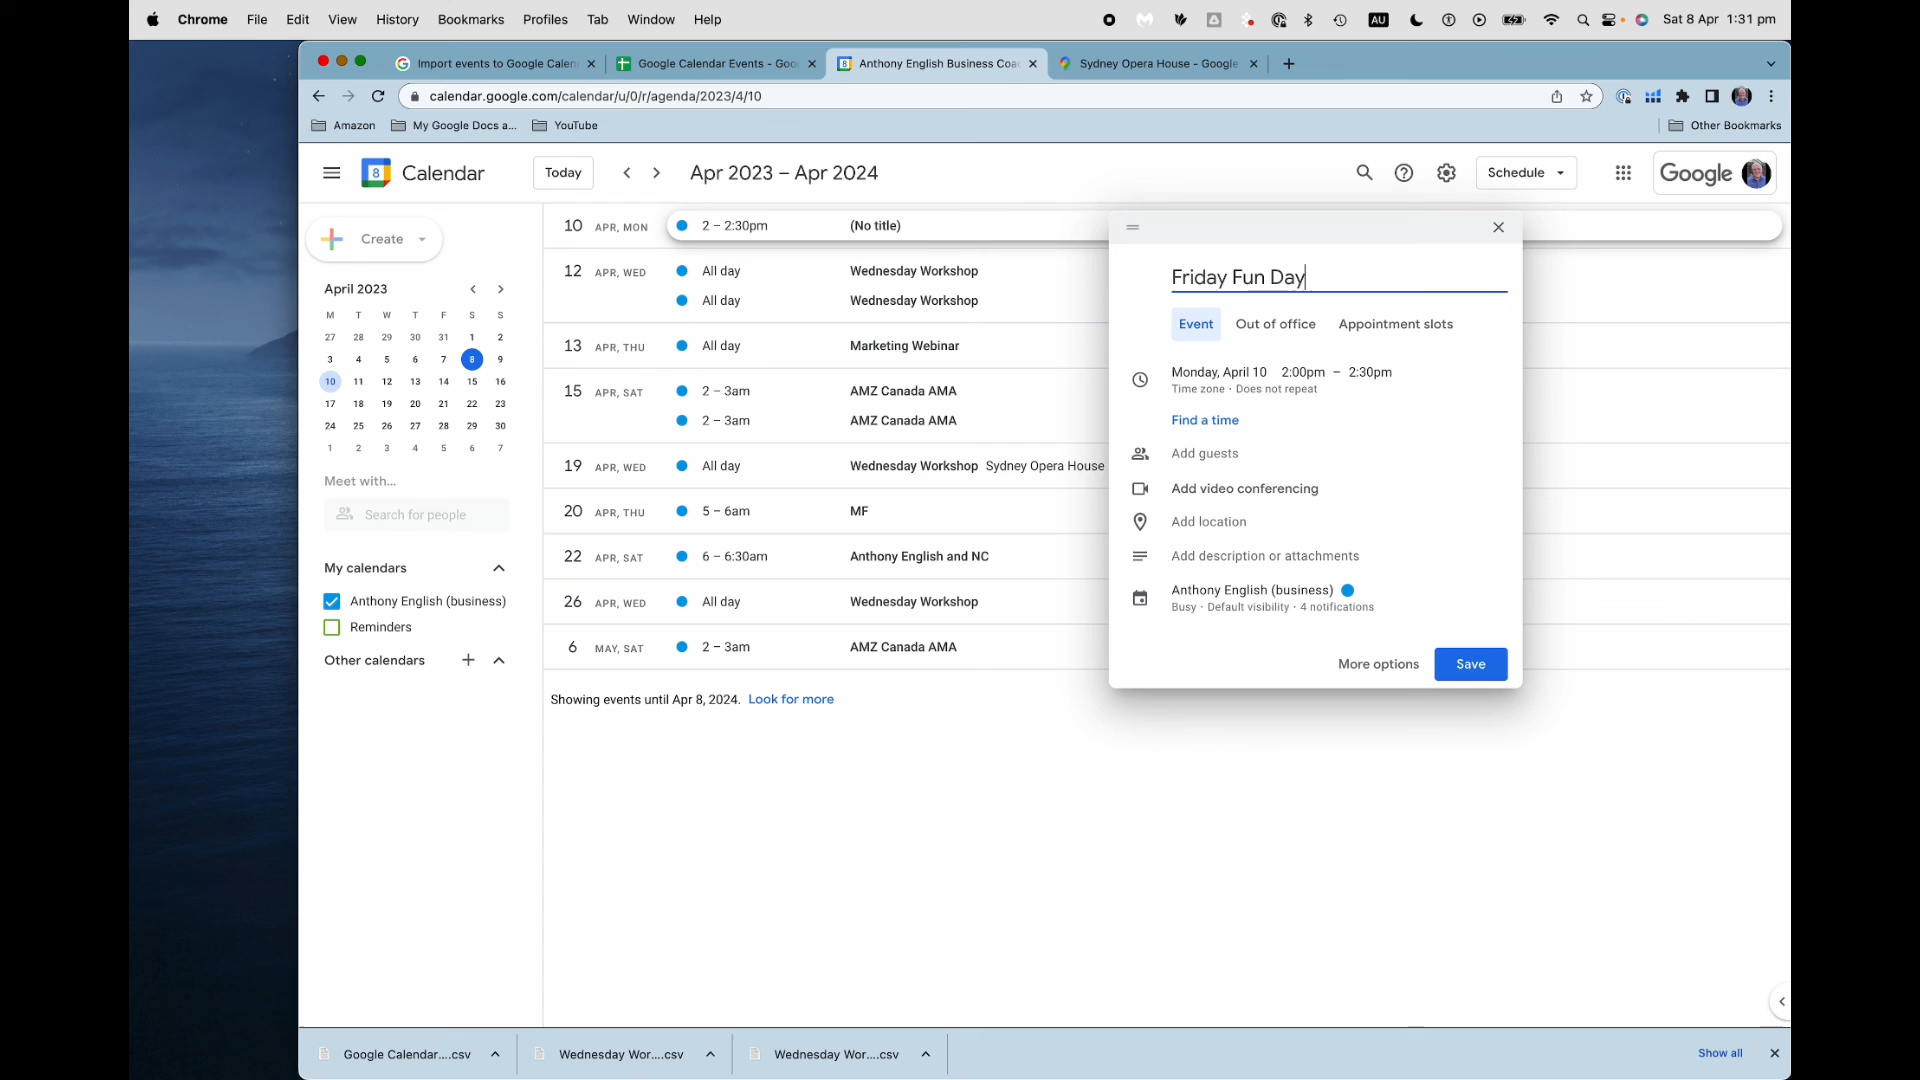 Chrome File Edit View History Bookmarks Profiles Tab Window Help AU Sat 8 Apr 1:31 pm
Import events to Google Calen Google Calendar Events - Goo Anthony English Business Coa Sydney Opera House - Google
calendar.google.com/calendar/u/0/r/agenda/2023/4/10
Amazon My Google Docs a... YouTube Other Bookmarks
8 Calendar Today Apr 2023 – Apr 2024 Schedule Google
Create
April 2023
M T W T F S S
27 28 29 30 31 1 2
3 4 5 6 7 8 9
10 11 12 13 14 15 16
17 18 19 20 21 22 23
24 25 26 27 28 29 30
1 2 3 4 5 6 7
Meet with...
Search for people
My calendars
Anthony English (business)
Reminders
Other calendars
10 APR, MON 2 – 2:30pm (No title)
12 APR, WED All day Wednesday Workshop
All day Wednesday Workshop
13 APR, THU All day Marketing Webinar
15 APR, SAT 2 – 3am AMZ Canada AMA
2 – 3am AMZ Canada AMA
19 APR, WED All day Wednesday Workshop Sydney Opera House
20 APR, THU 5 – 6am MF
22 APR, SAT 6 – 6:30am Anthony English and NC
26 APR, WED All day Wednesday Workshop
6 MAY, SAT 2 – 3am AMZ Canada AMA
Showing events until Apr 8, 2024. Look for more
Friday Fun Day
Event Out of office Appointment slots
Monday, April 10 2:00pm – 2:30pm
Time zone · Does not repeat
Find a time
Add guests
Add video conferencing
Add location
Add description or attachments
Anthony English (business)
Busy · Default visibility · 4 notifications
More options Save
Google Calendar....csv Wednesday Wor....csv Wednesday Wor....csv Show all